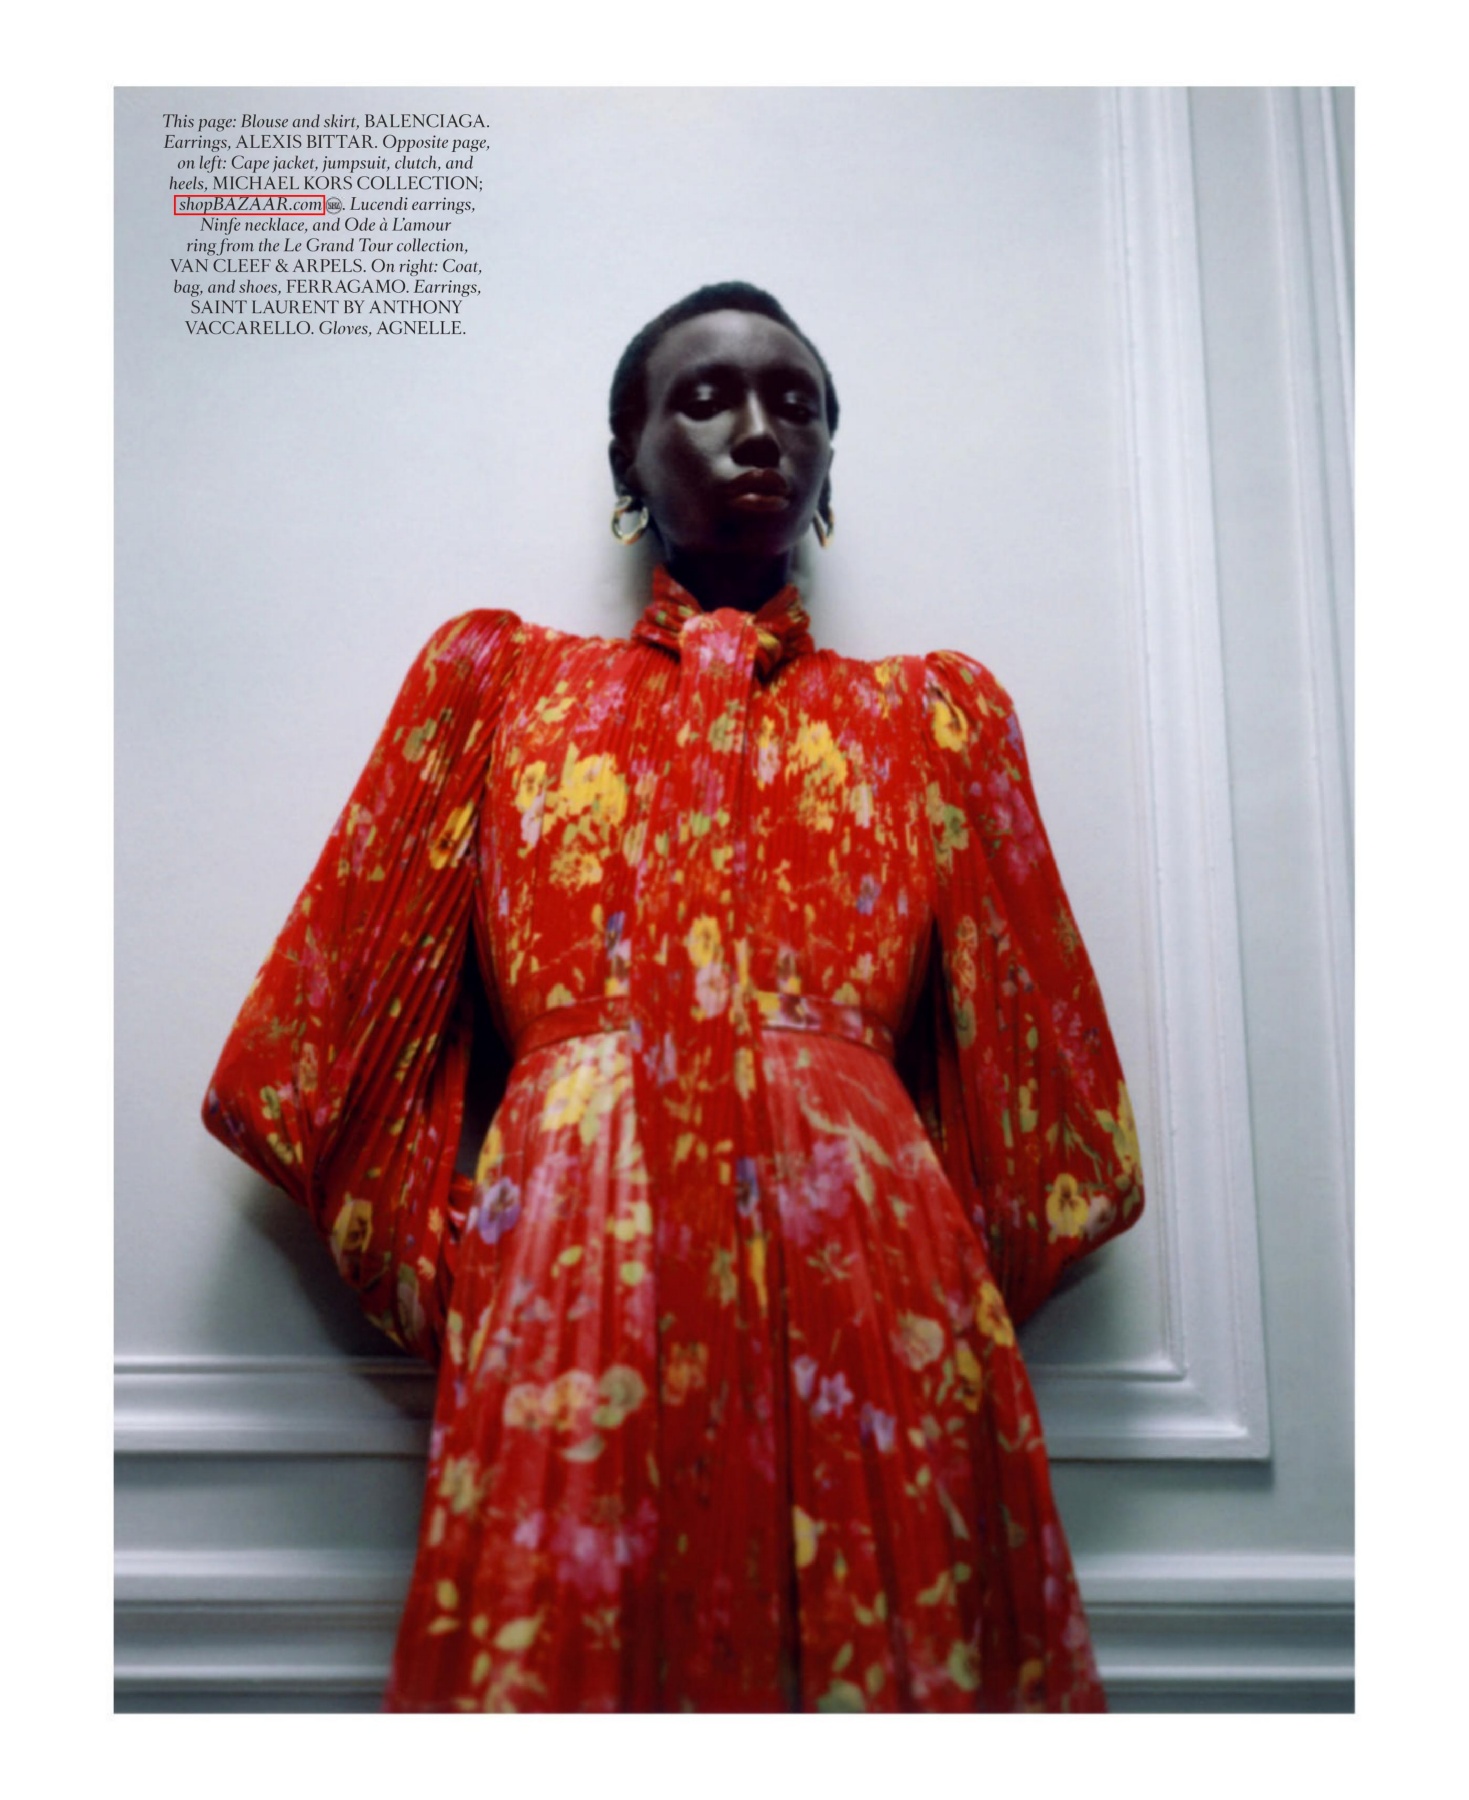 This page: Blouse and skirt, BALENCIAGA.
Earrings, ALEXIS BITTAR. Opposite page,
on left: Cape jacket, jumpsuit, clutch, and
heels, MICHAEL KORS COLLECTION;
shopBAZAAR.com SBZ. Lucendi earrings,
Ninfe necklace, and Ode à L’amour
ring from the Le Grand Tour collection,
VAN CLEEF & ARPELS. On right: Coat,
bag, and shoes, FERRAGAMO. Earrings,
SAINT LAURENT BY ANTHONY
VACCARELLO. Gloves, AGNELLE.